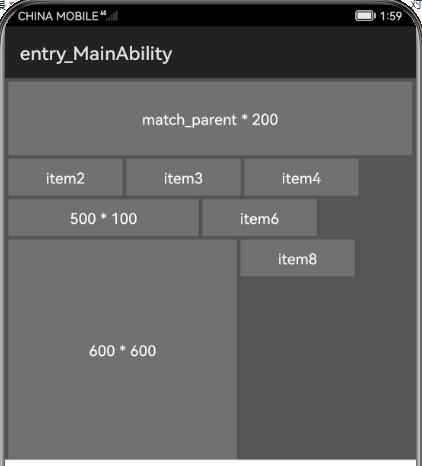 CHINA MOBILE 1:59
entry_MainAbility
match_parent * 200
item2 item3 item4
500 * 100 item6
item8
600 * 600